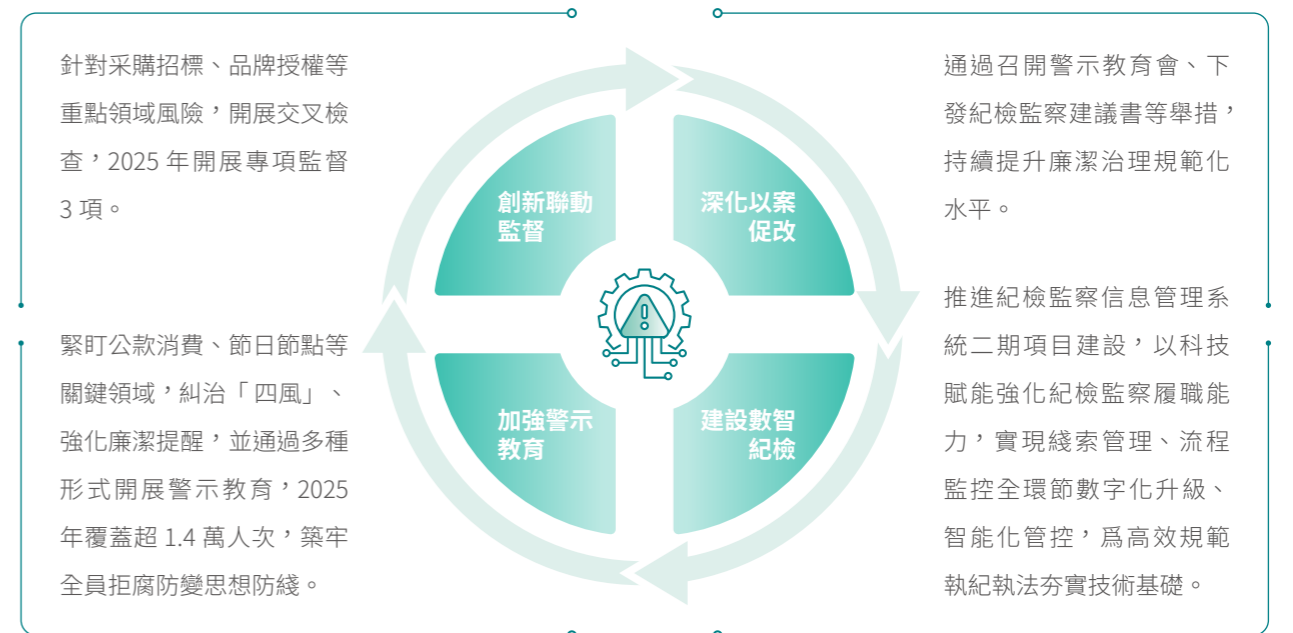 針對采購招標、品牌授權等
重點領域風險，開展交叉檢
查，2025 年開展專項監督
3 項。
創新聯動
監督
深化以案
促改
通過召開警示教育會、下
發紀檢監察建議書等舉措，
持續提升廉潔治理規範化
水平。
緊盯公款消費、節日節點等
關鍵領域，糾治「四風」、
強化廉潔提醒，並通過多種
形式開展警示教育，2025
年覆蓋超 1.4 萬人次，築牢
全員拒腐防變思想防綫。
加強警示
教育
建設數智
紀檢
推進紀檢監察信息管理系
統二期項目建設，以科技
賦能強化紀檢監察履職能
力，實現綫索管理、流程
監控全環節數字化升級、
智能化管控，爲高效規範
執紀執法夯實技術基礎。